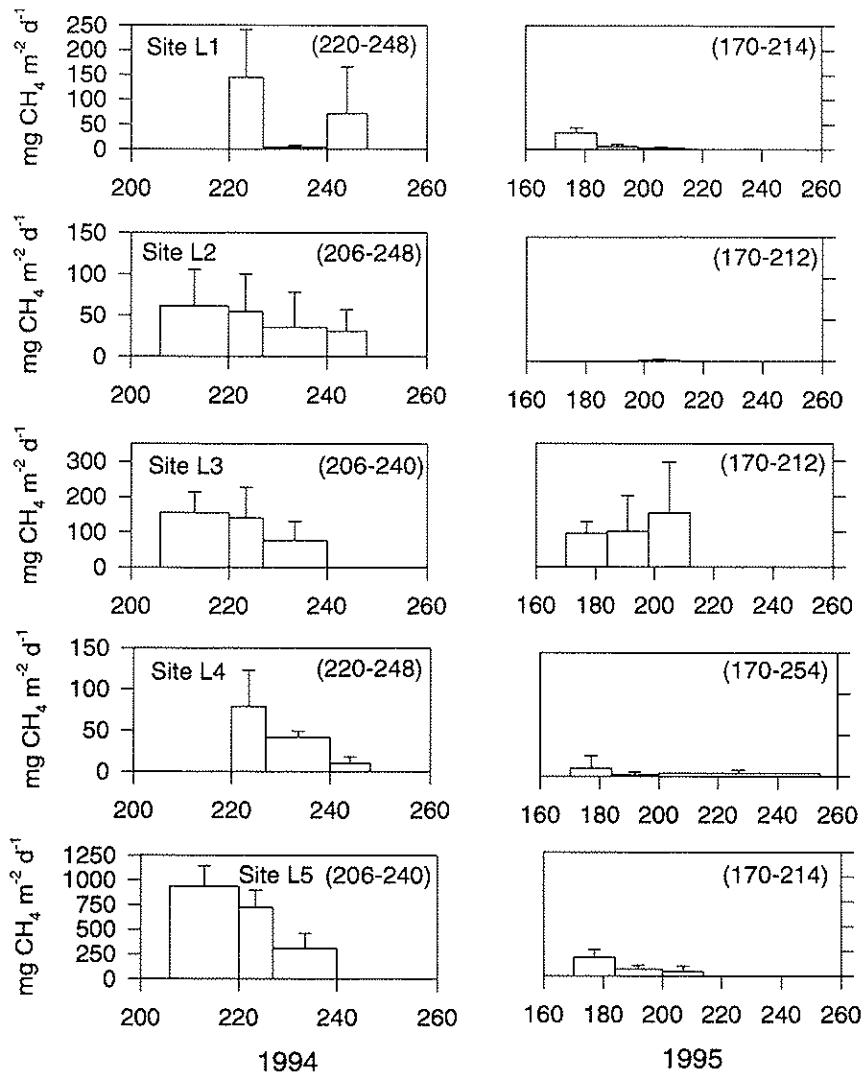 mg CH₄ m⁻² d⁻¹
250
200
150
100
50
0
Site L1 (220-248)
200 220 240 260
(170-214)
160 180 200 220 240 260
mg CH₄ m⁻² d⁻¹
150
100
50
0
Site L2 (206-248)
200 220 240 260
(170-212)
160 180 200 220 240 260
mg CH₄ m⁻² d⁻¹
300
200
100
0
Site L3 (206-240)
200 220 240 260
(170-212)
160 180 200 220 240 260
mg CH₄ m⁻² d⁻¹
150
100
50
0
Site L4 (220-248)
200 220 240 260
(170-254)
160 180 200 220 240 260
mg CH₄ m⁻² d⁻¹
1250
1000
750
500
250
0
Site L5 (206-240)
200 220 240 260
(170-214)
160 180 200 220 240 260
1994
1995